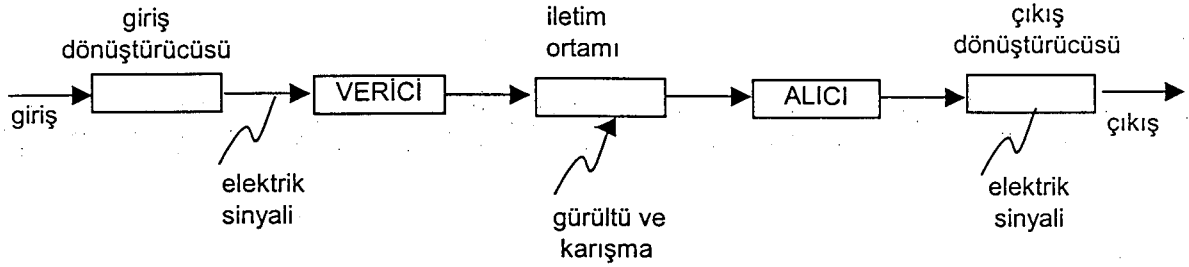 giriş
dönüştürücüsü
iletim
ortamı
çıkış
dönüştürücüsü
VERİCİ
ALICI
giriş
çıkış
elektrik
sinyali
gürültü ve
karışma
elektrik
sinyali